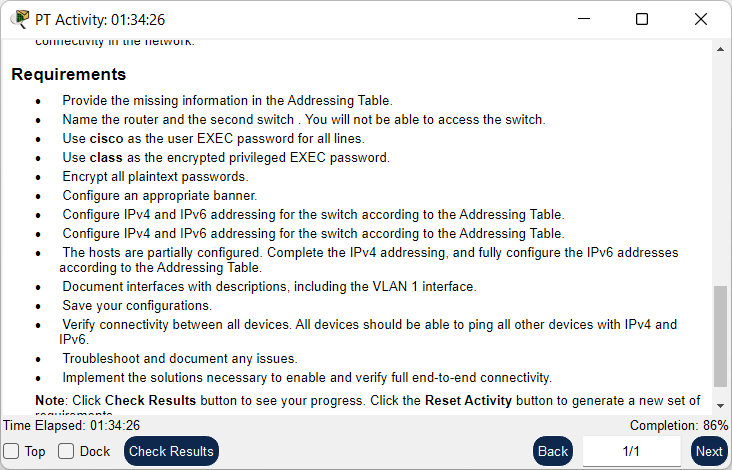 PT Activity: 01:34:26
connectivity in the network.
Requirements
• Provide the missing information in the Addressing Table.
• Name the router and the second switch . You will not be able to access the switch.
• Use cisco as the user EXEC password for all lines.
• Use class as the encrypted privileged EXEC password.
• Encrypt all plaintext passwords.
• Configure an appropriate banner.
• Configure IPv4 and IPv6 addressing for the switch according to the Addressing Table.
• Configure IPv4 and IPv6 addressing for the switch according to the Addressing Table.
• The hosts are partially configured. Complete the IPv4 addressing, and fully configure the IPv6 addresses
according to the Addressing Table.
• Document interfaces with descriptions, including the VLAN 1 interface.
• Save your configurations.
• Verify connectivity between all devices. All devices should be able to ping all other devices with IPv4 and
IPv6.
• Troubleshoot and document any issues.
• Implement the solutions necessary to enable and verify full end-to-end connectivity.
Note: Click Check Results button to see your progress. Click the Reset Activity button to generate a new set of
requirements
Time Elapsed: 01:34:26 Completion: 86%
Top Dock Check Results Back 1/1 Next